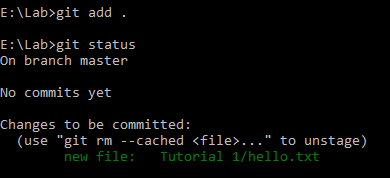 E:\Lab>git add .
E:\Lab>git status
On branch master
No commits yet
Changes to be committed:
  (use "git rm --cached <file>..." to unstage)
        new file:   Tutorial 1/hello.txt